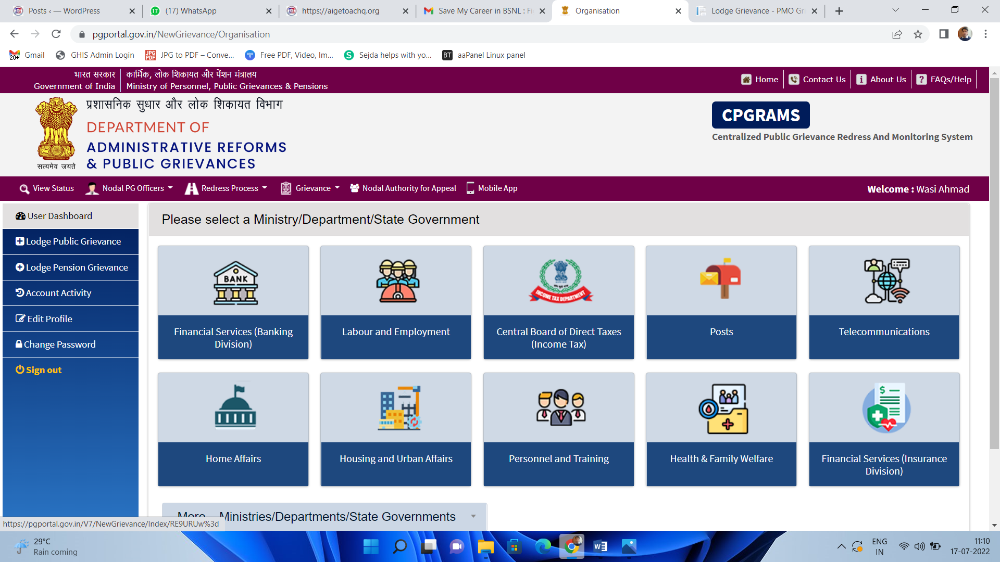 Posts ‹ — WordPress
(17) WhatsApp
https://aigetoachq.org
Save My Career in BSNL : Fi
Organisation
Lodge Grievance - PMO Gri
pgportal.gov.in/NewGrievance/Organisation
20+ Gmail
GHIS Admin Login
JPG PDF JPG to PDF – Conve...
Free PDF, Video, Im...
Sejda helps with yo...
BT aaPanel Linux panel
भारत सरकार
Government of India
कार्मिक, लोक शिकायत और पेंशन मंत्रालय
Ministry of Personnel, Public Grievances & Pensions
Home
Contact Us
About Us
FAQs/Help
सत्यमेव जयते
प्रशासनिक सुधार और लोक शिकायत विभाग
DEPARTMENT OF
ADMINISTRATIVE REFORMS
& PUBLIC GRIEVANCES
CPGRAMS
Centralized Public Grievance Redress And Monitoring System
View Status
Nodal PG Officers
Redress Process
Grievance
Nodal Authority for Appeal
Mobile App
Welcome : Wasi Ahmad
User Dashboard
Lodge Public Grievance
Lodge Pension Grievance
Account Activity
Edit Profile
Change Password
Sign out
Please select a Ministry/Department/State Government
BANK
Financial Services (Banking
Division)
Labour and Employment
INCOME TAX DEPARTMENT
Central Board of Direct Taxes
(Income Tax)
Posts
Telecommunications
Home Affairs
Housing and Urban Affairs
Personnel and Training
Health & Family Welfare
Financial Services (Insurance
Division)
More Ministries/Departments/State Governments
https://pgportal.gov.in/V7/NewGrievance/Index/RE9URUw%3d
29°C
Rain coming
ENG
IN
11:10
17-07-2022